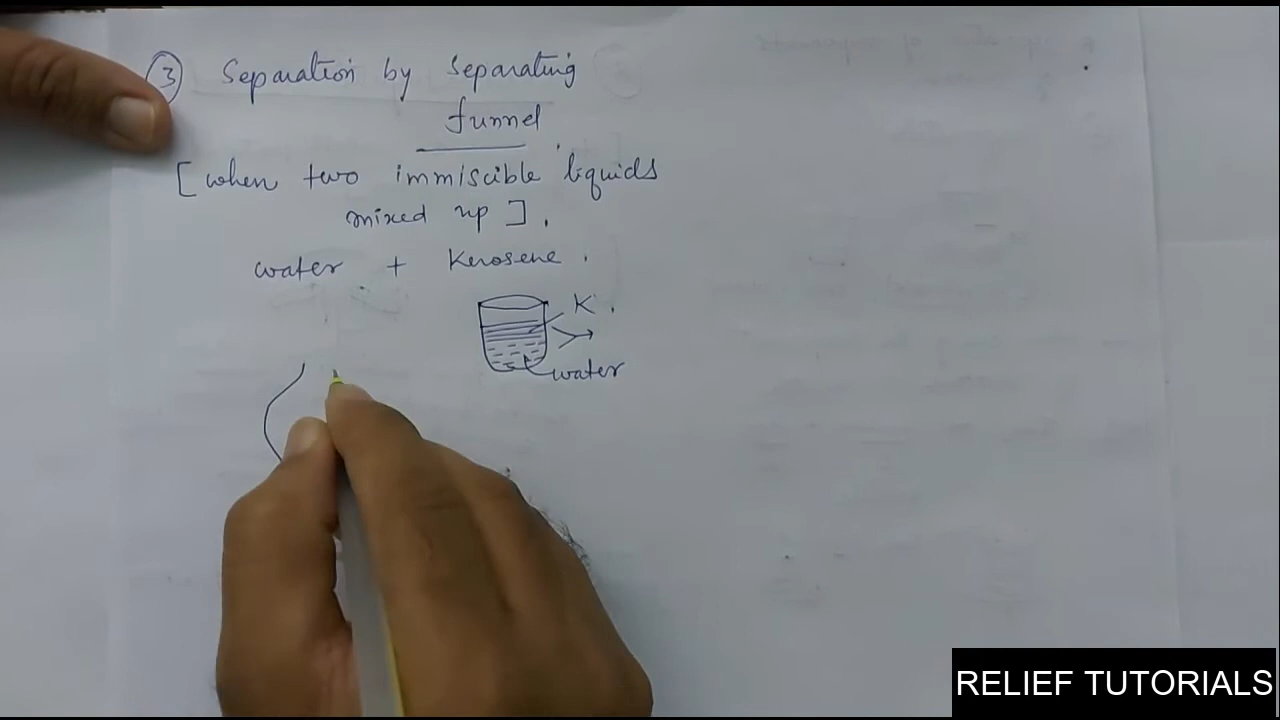 3 Separation by separating
funnel
[when two immiscible liquids
mixed up].
water + Kerosene.
K.
water
RELIEF TUTORIALS